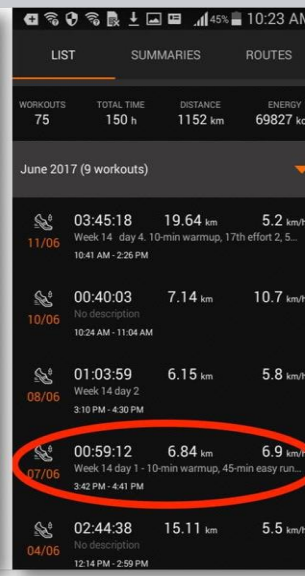 45% 10:23 AM
LIST SUMMARIES ROUTES
WORKOUTS TOTAL TIME DISTANCE ENERGY
75 150 h 1152 km 69827 kc
June 2017 (9 workouts)
03:45:18 19.64 km 5.2 km/h
11/06 Week 14 day 4. 10-min warmup, 17th effort 2, 5...
10:41 AM - 2:26 PM
00:40:03 7.14 km 10.7 km/h
10/06 No description
10:24 AM - 11:04 AM
01:03:59 6.15 km 5.8 km/h
08/06 Week 14 day 2
3:10 PM - 4:30 PM
00:59:12 6.84 km 6.9 km/h
07/06 Week 14 day 1 - 10-min warmup, 45-min easy run...
3:42 PM - 4:41 PM
02:44:38 15.11 km 5.5 km/h
04/06 No description
12:14 PM - 2:59 PM